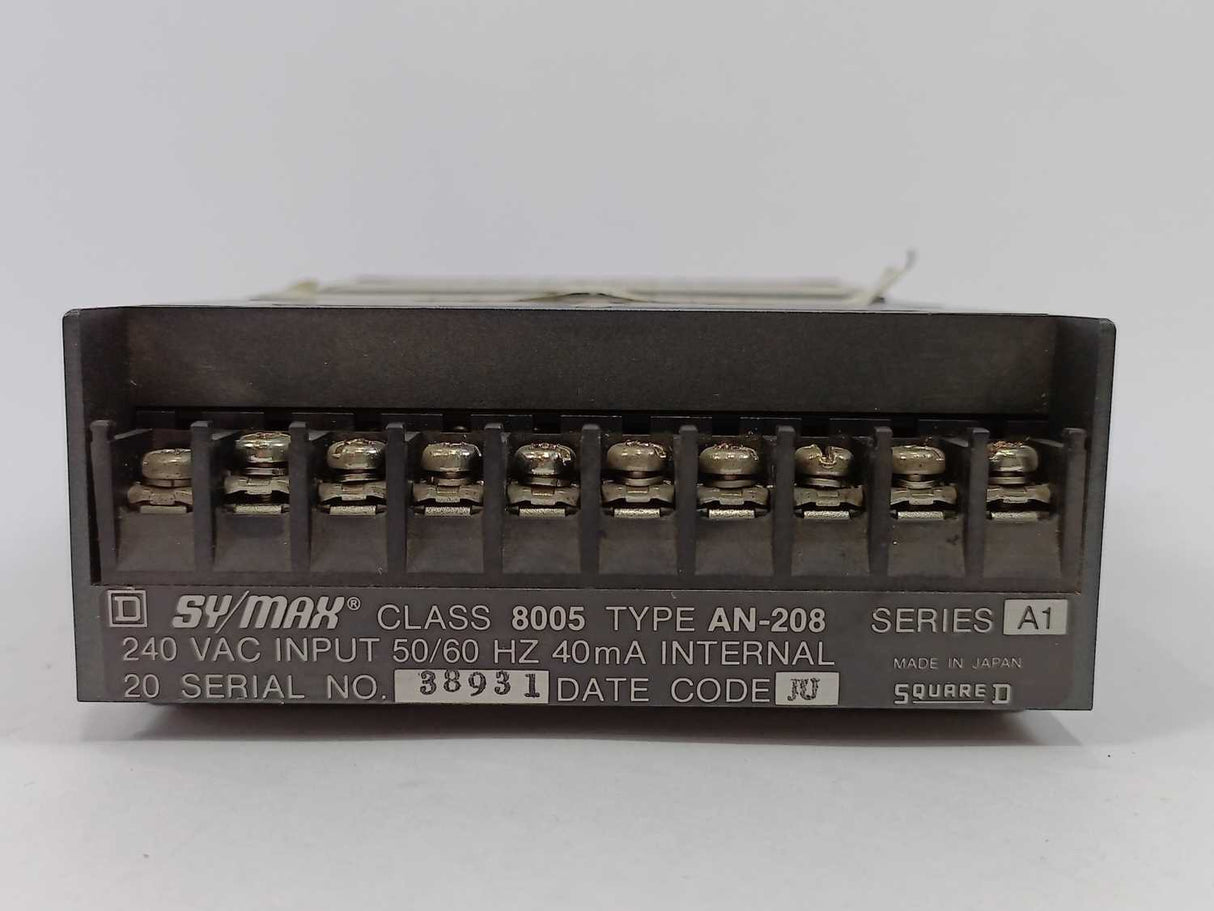 D SY/MAX® CLASS 8005 TYPE AN-208 SERIES A1
240 VAC INPUT 50/60 HZ 40mA INTERNAL MADE IN JAPAN
20 SERIAL NO. 38931 DATE CODE JU SQUARE D